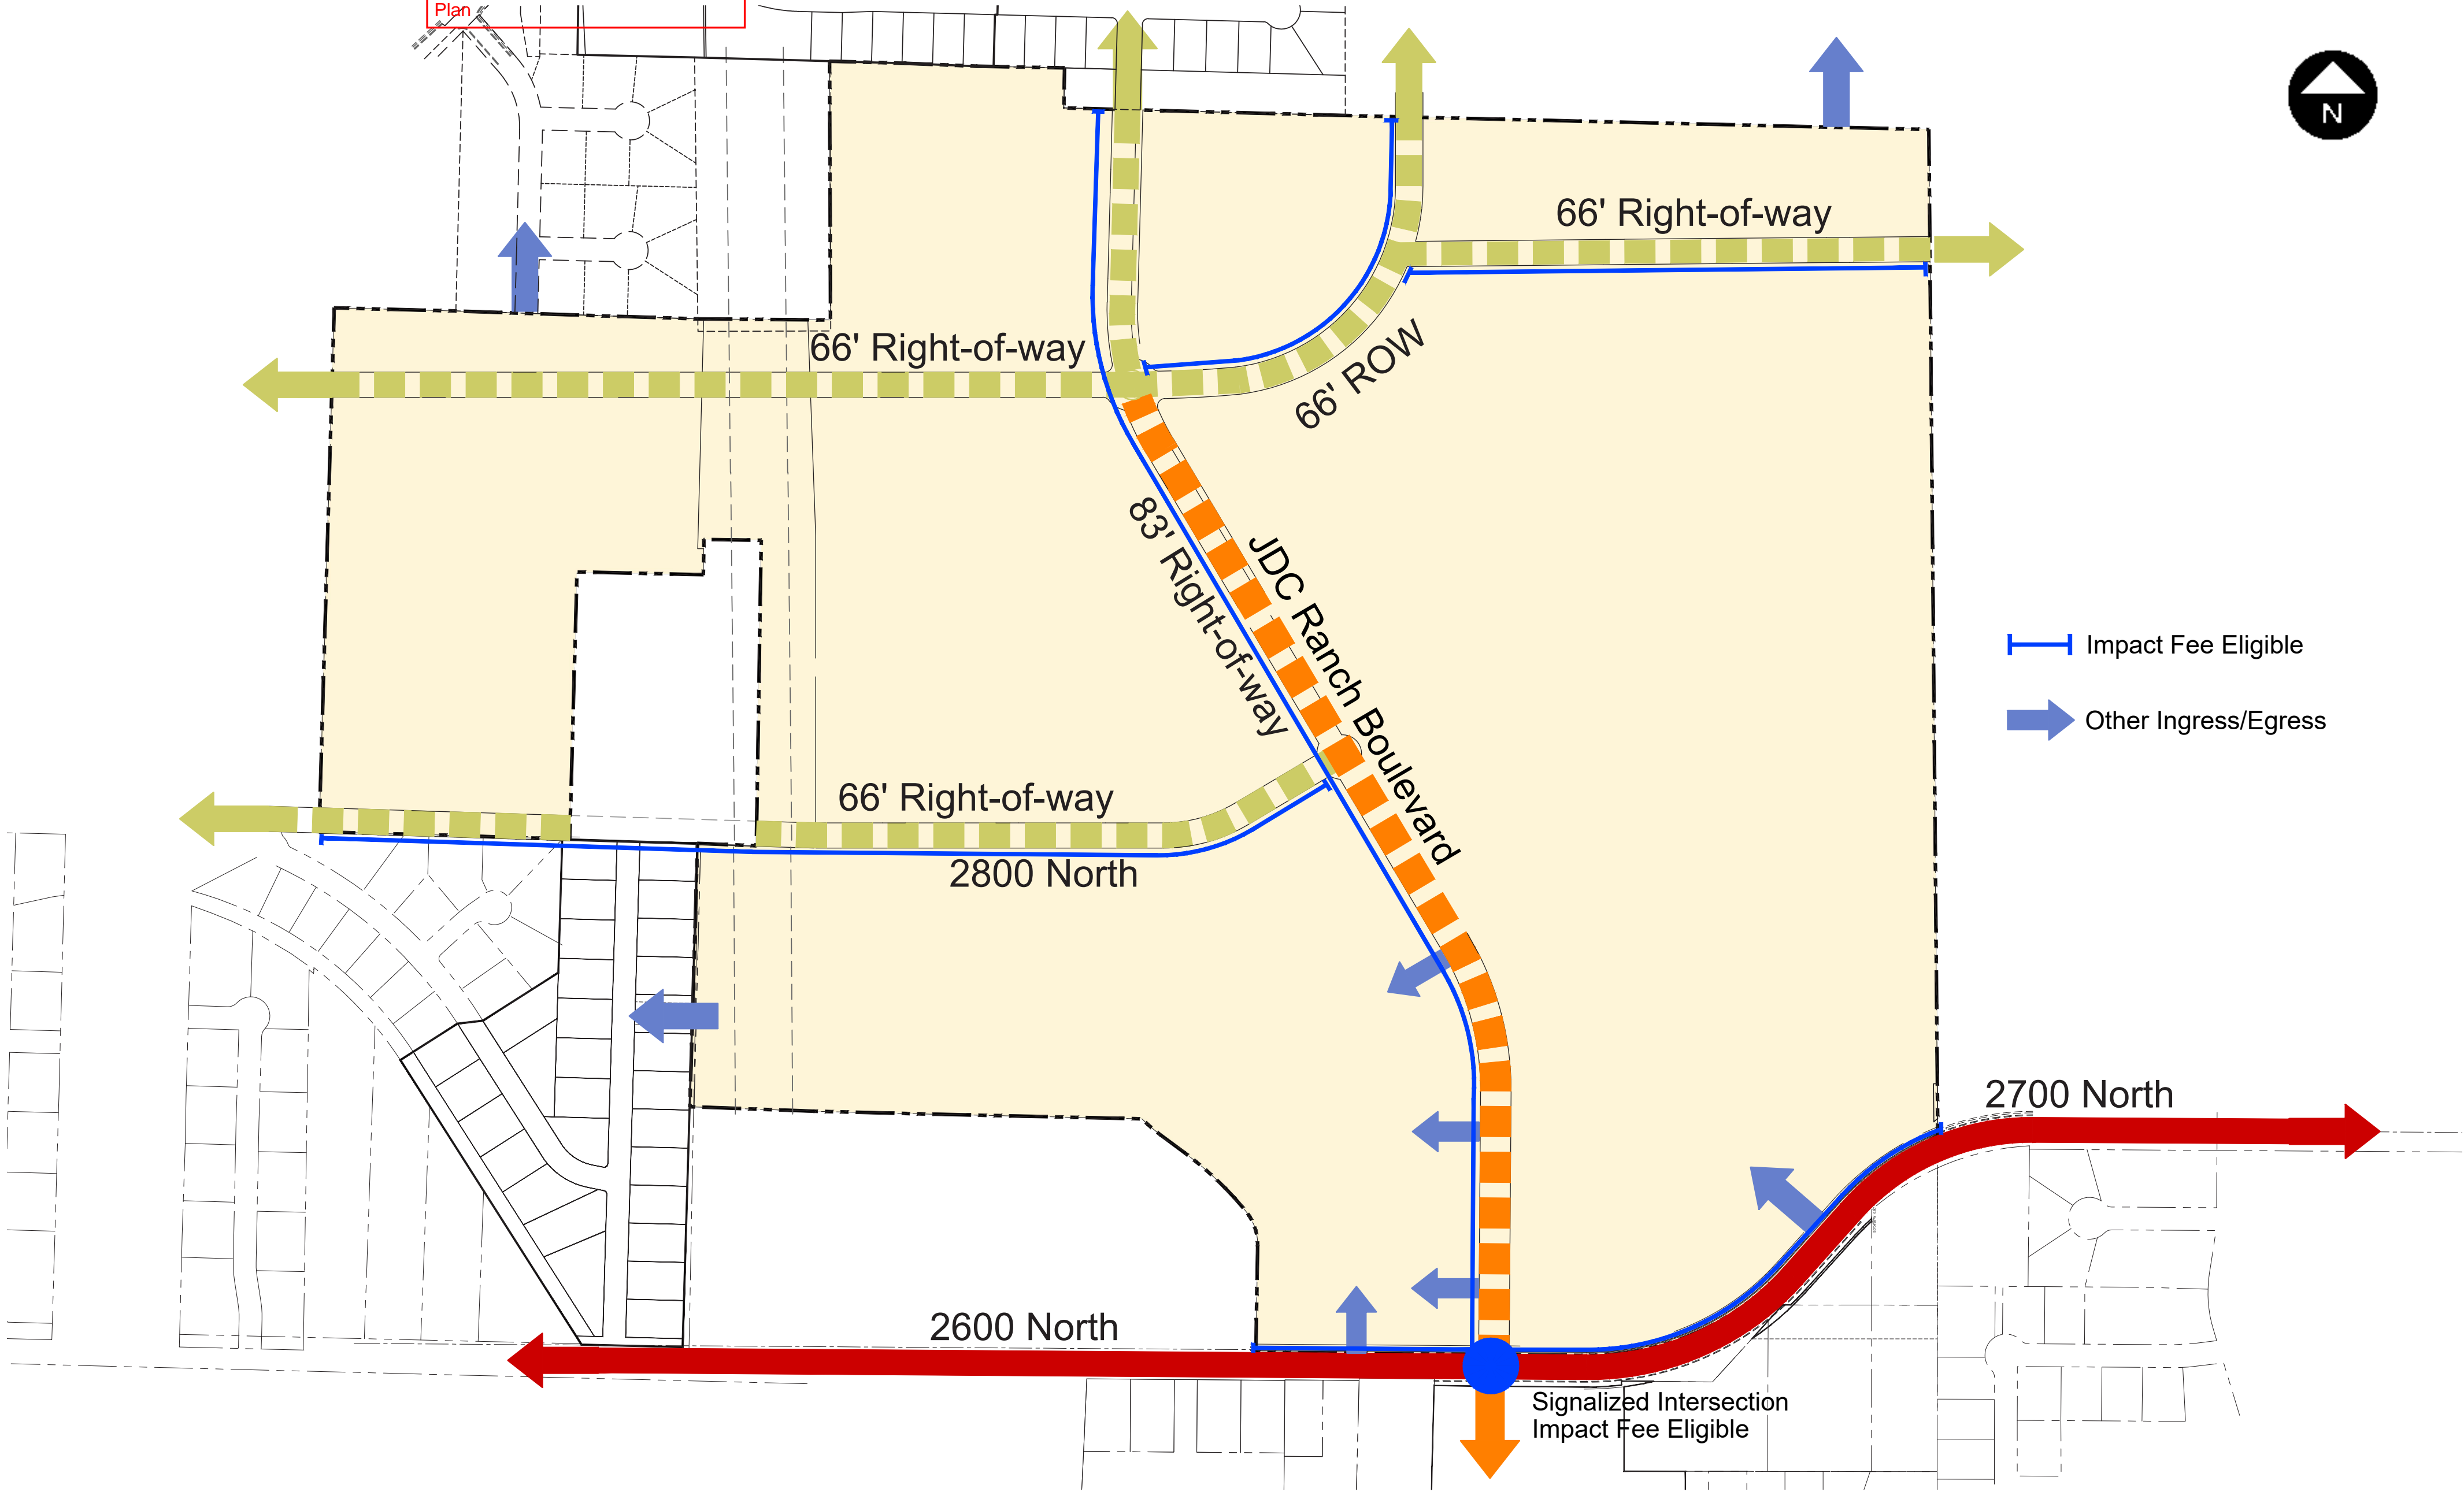 Plan
N
66' Right-of-way
66' Right-of-way
66' ROW
83' Right-of-way
JDC Ranch Boulevard
Impact Fee Eligible
Other Ingress/Egress
66' Right-of-way
2800 North
2700 North
2600 North
Signalized Intersection
Impact Fee Eligible